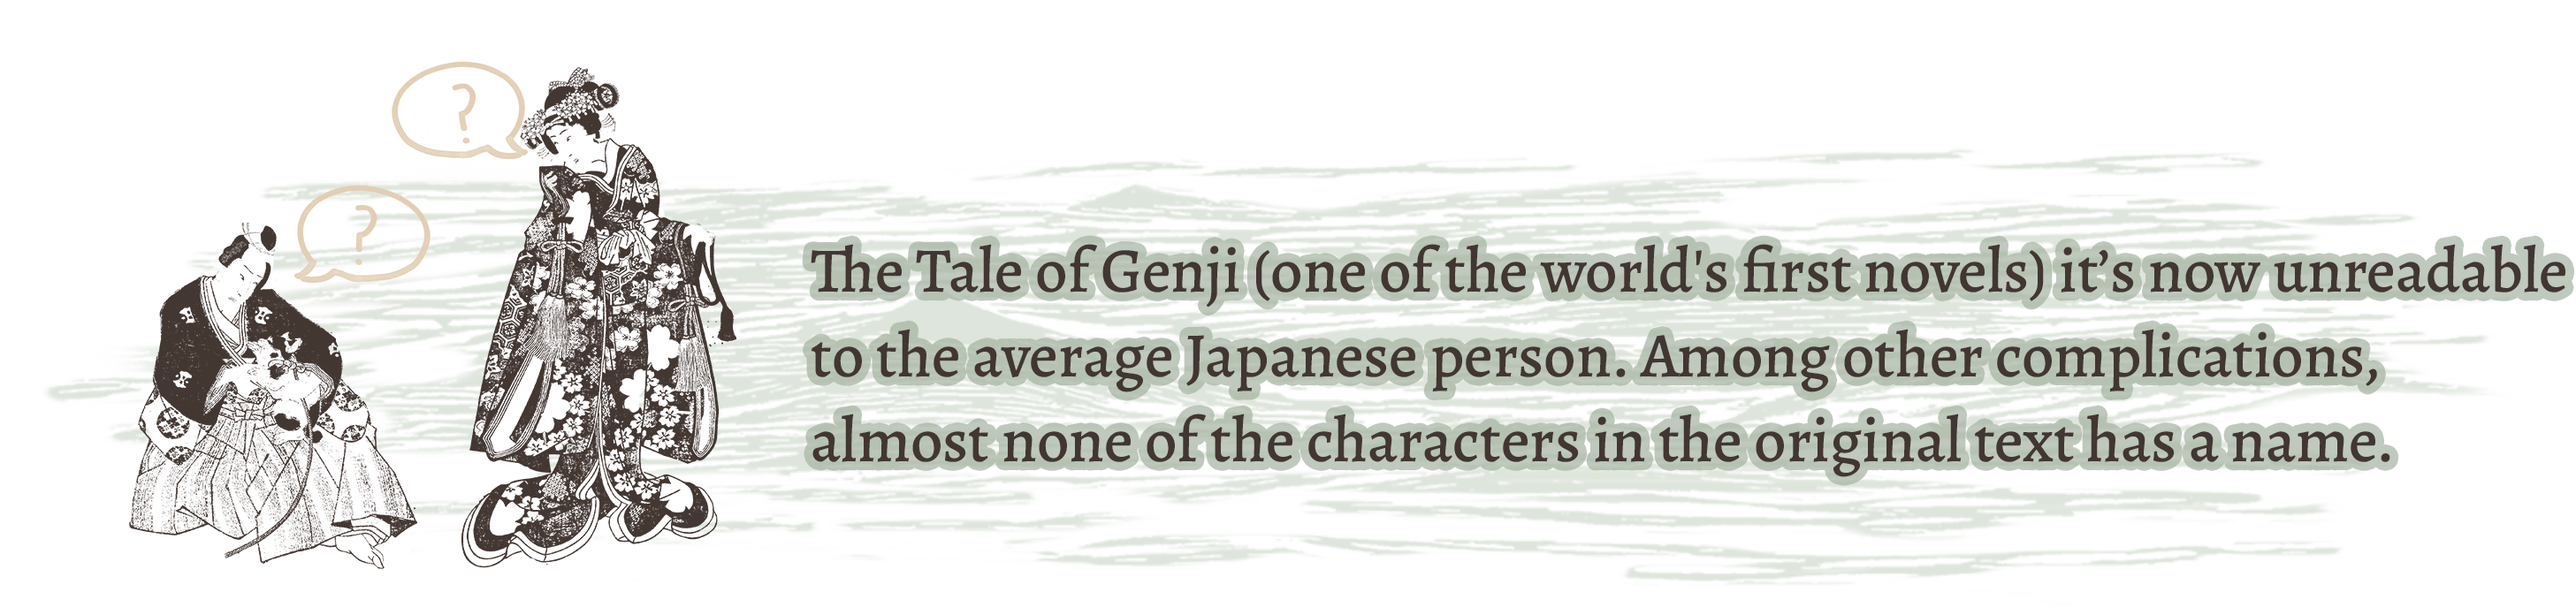 ?
?
The Tale of Genji (one of the world's first novels) it’s now unreadable
to the average Japanese person. Among other complications,
almost none of the characters in the original text has a name.